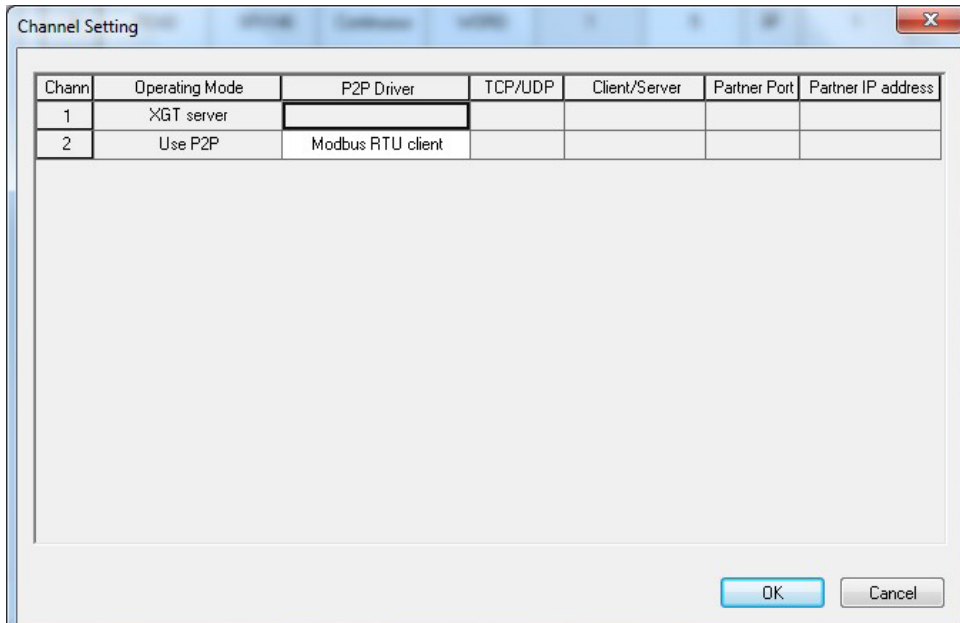 Channel Setting
Chann Operating Mode P2P Driver TCP/UDP Client/Server Partner Port Partner IP address
1 XGT server
2 Use P2P Modbus RTU client
OK Cancel